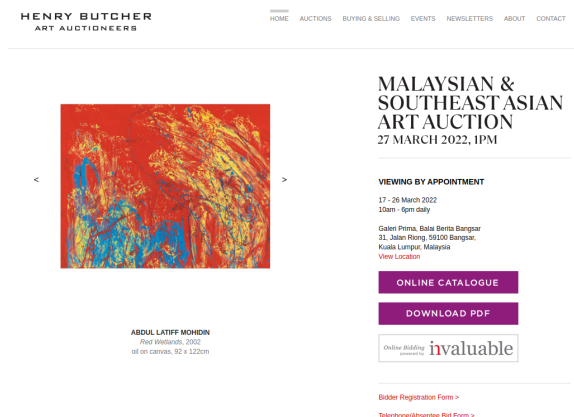 HENRY BUTCHER
ART AUCTIONEERS
HOME AUCTIONS BUYING & SELLING EVENTS NEWSLETTERS ABOUT CONTACT
MALAYSIAN &
SOUTHEAST ASIAN
ART AUCTION
27 MARCH 2022, 1PM
< >
VIEWING BY APPOINTMENT
17 - 26 March 2022
10am - 6pm daily
Galeri Prima, Balai Berita Bangsar
31, Jalan Riong, 59100 Bangsar,
Kuala Lumpur, Malaysia
View Location
ONLINE CATALOGUE
DOWNLOAD PDF
Online Bidding
powered by
invaluable
ABDUL LATIFF MOHIDIN
Red Wetlands, 2002
oil on canvas, 92 x 122cm
Bidder Registration Form >
Telephone/Absentee Bid Form >